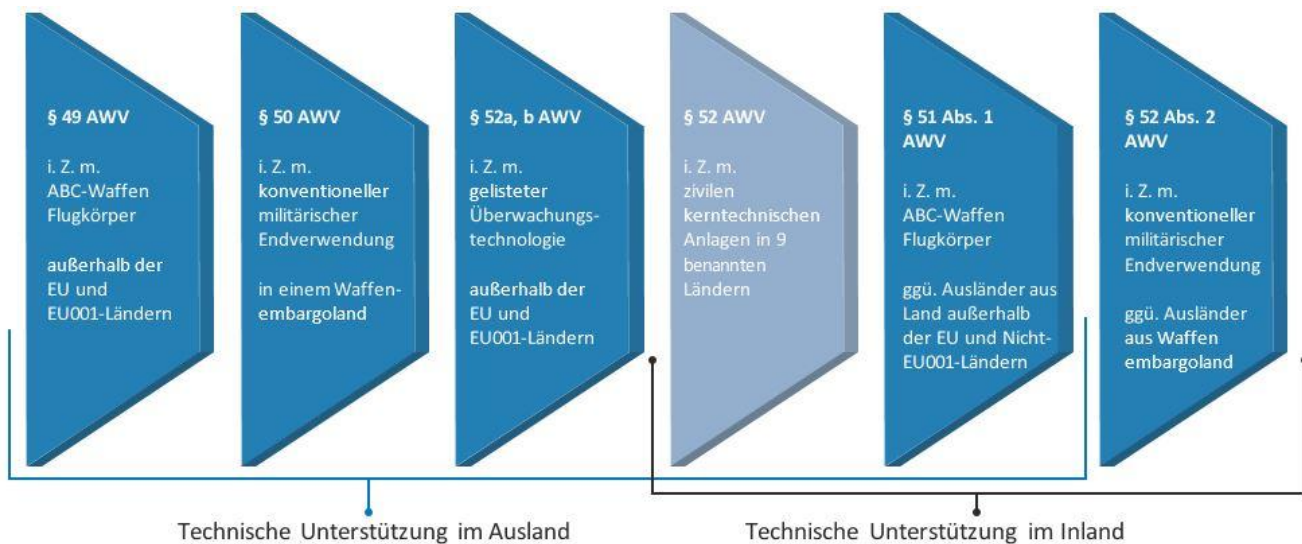 § 49 AWV
i. Z. m.
ABC-Waffen
Flugkörper
außerhalb der
EU und
EU001-Ländern
§ 50 AWV
i. Z. m.
konventioneller
militärischer
Endverwendung
in einem Waffen-
embargoland
§ 52a, b AWV
i. Z. m.
gelisteter
Überwachungs-
technologie
außerhalb der
EU und
EU001-Ländern
§ 52 AWV
i. Z. m.
zivilen
kerntechnischen
Anlagen in 9
benannten
Ländern
§ 51 Abs. 1
AWV
i. Z. m.
ABC-Waffen
Flugkörper
ggü. Ausländer aus
Land außerhalb
der EU und Nicht-
EU001-Ländern
§ 52 Abs. 2
AWV
i. Z. m.
konventioneller
militärischer
Endverwendung
ggü. Ausländer
aus Waffen
embargoland
Technische Unterstützung im Ausland
Technische Unterstützung im Inland